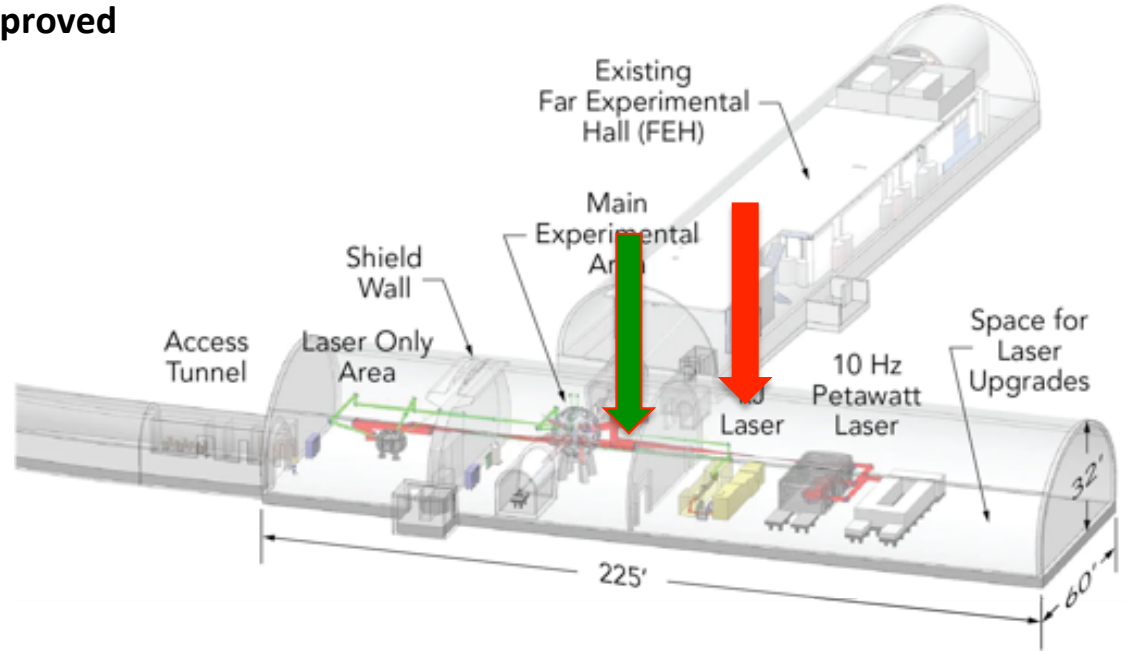 proved
Existing
Far Experimental
Hall (FEH)
Main
Experimental
Area
Shield
Wall
Access
Tunnel
Laser Only
Area
Space for
Laser
Upgrades
10 Hz
Petawatt
Laser
Laser
225'
32'
60'